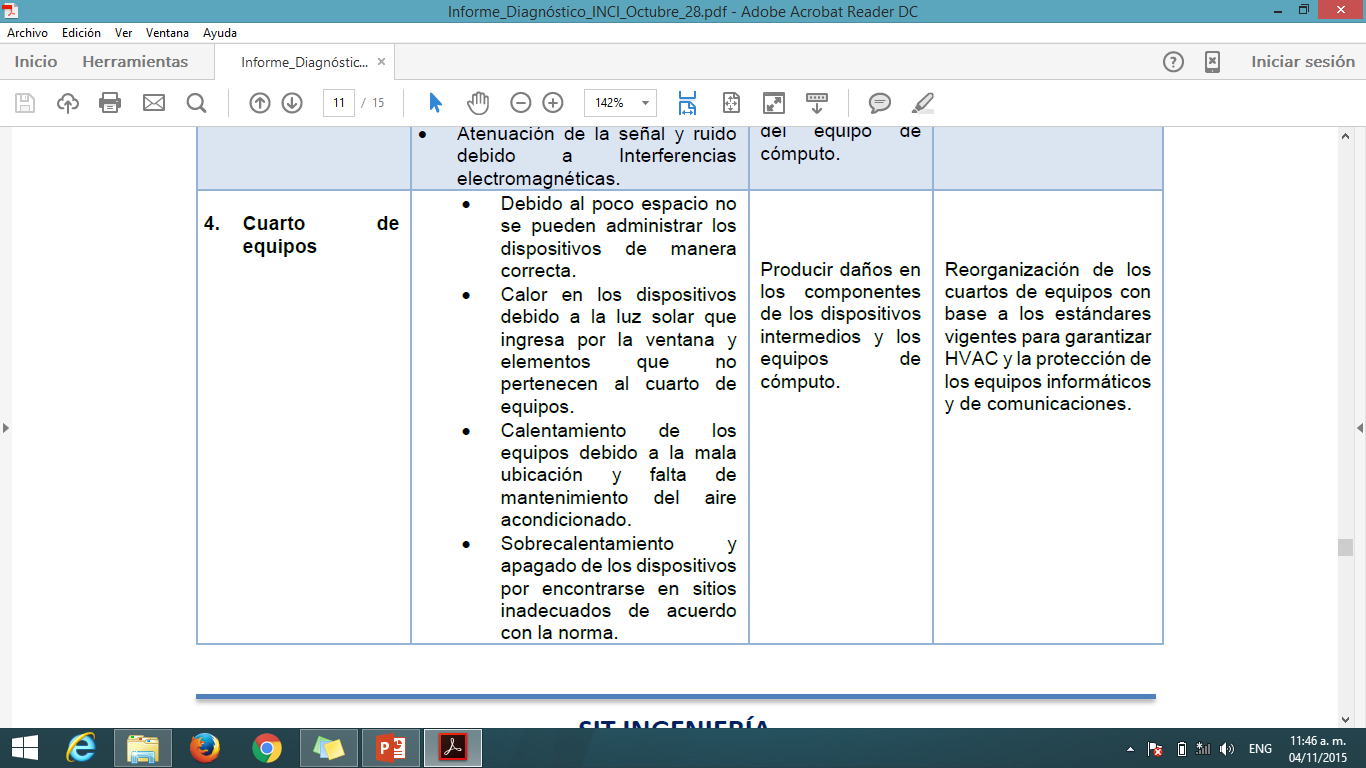 Informe_Diagnóstico_INCI_Octubre_28.pdf - Adobe Acrobat Reader DC
Archivo Edición Ver Ventana Ayuda
Inicio Herramientas Informe_Diagnóstic... × Iniciar sesión
11 / 15 142%
Atenuación de la señal y ruido
debido a Interferencias
electromagnéticas.
del equipo de
cómputo.
4. Cuarto de
equipos
• Debido al poco espacio no
se pueden administrar los
dispositivos de manera
correcta.
• Calor en los dispositivos
debido a la luz solar que
ingresa por la ventana y
elementos que no
pertenecen al cuarto de
equipos.
• Calentamiento de los
equipos debido a la mala
ubicación y falta de
mantenimiento del aire
acondicionado.
• Sobrecalentamiento y
apagado de los dispositivos
por encontrarse en sitios
inadecuados de acuerdo
con la norma.
Producir daños en
los componentes
de los dispositivos
intermedios y los
equipos de
cómputo.
Reorganización de los
cuartos de equipos con
base a los estándares
vigentes para garantizar
HVAC y la protección de
los equipos informáticos
y de comunicaciones.
SIT INGENIERÍA
ENG
11:46 a. m.
04/11/2015